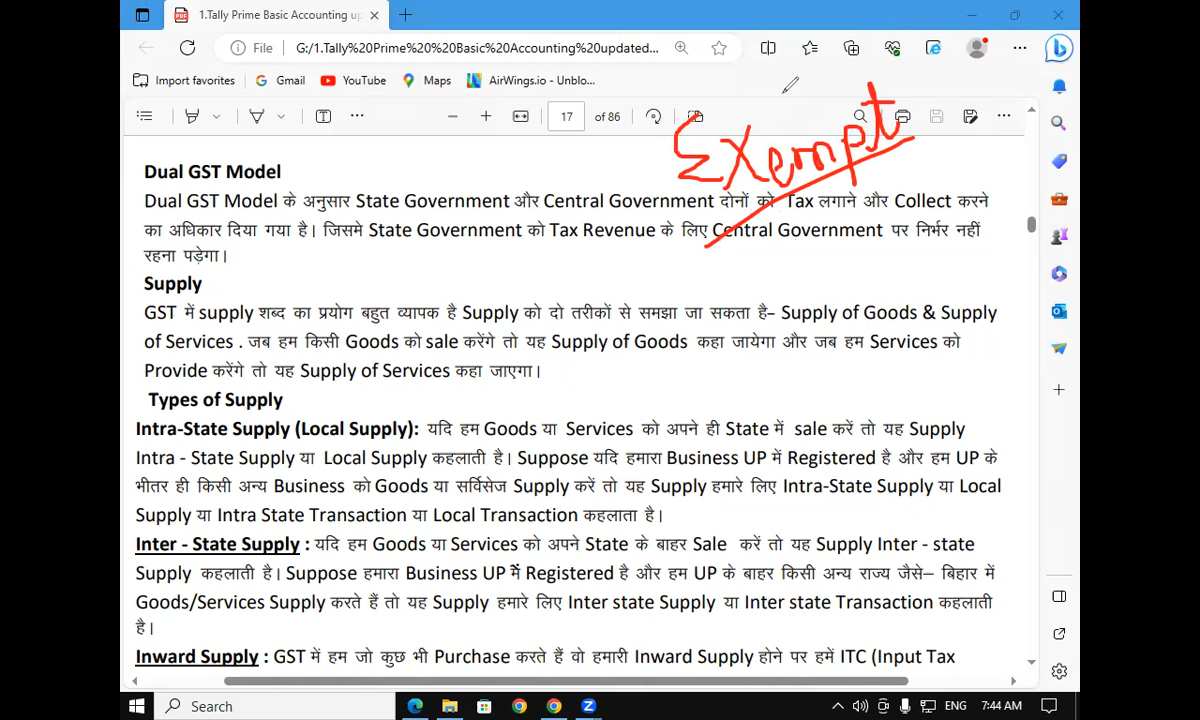 1.Tally Prime Basic Accounting up
File
G:/1.Tally%20Prime%20%20Basic%20Accounting%20updated...
Import favorites
Gmail
YouTube
Maps
AirWings.io - Unblo...
17
of 86
Exempt
Dual GST Model
Dual GST Model के अनुसार State Government और Central Government दोनों को Tax लगाने और Collect करने
का अधिकार दिया गया है। जिसमे State Government को Tax Revenue के लिए Central Government पर निर्भर नहीं
रहना पड़ेगा।
Supply
GST में supply शब्द का प्रयोग बहुत व्यापक है Supply को दो तरीकों से समझा जा सकता है– Supply of Goods & Supply
of Services . जब हम किसी Goods को sale करेंगे तो यह Supply of Goods कहा जायेगा और जब हम Services को
Provide करेंगे तो यह Supply of Services कहा जाएगा।
Types of Supply
Intra-State Supply (Local Supply): यदि हम Goods या Services को अपने ही State में sale करें तो यह Supply
Intra - State Supply या Local Supply कहलाती है। Suppose यदि हमारा Business UP में Registered है और हम UP के
भीतर ही किसी अन्य Business को Goods या सर्विसेज Supply करें तो यह Supply हमारे लिए Intra-State Supply या Local
Supply या Intra State Transaction या Local Transaction कहलाता है।
Inter - State Supply : यदि हम Goods या Services को अपने State के बाहर Sale करें तो यह Supply Inter - state
Supply कहलाती है। Suppose हमारा Business UP में Registered है और हम UP के बाहर किसी अन्य राज्य जैसे– बिहार में
Goods/Services Supply करते हैं तो यह Supply हमारे लिए Inter state Supply या Inter state Transaction कहलाती
है।
Inward Supply : GST में हम जो कुछ भी Purchase करते हैं वो हमारी Inward Supply होने पर हमें ITC (Input Tax
Search
ENG
7:44 AM